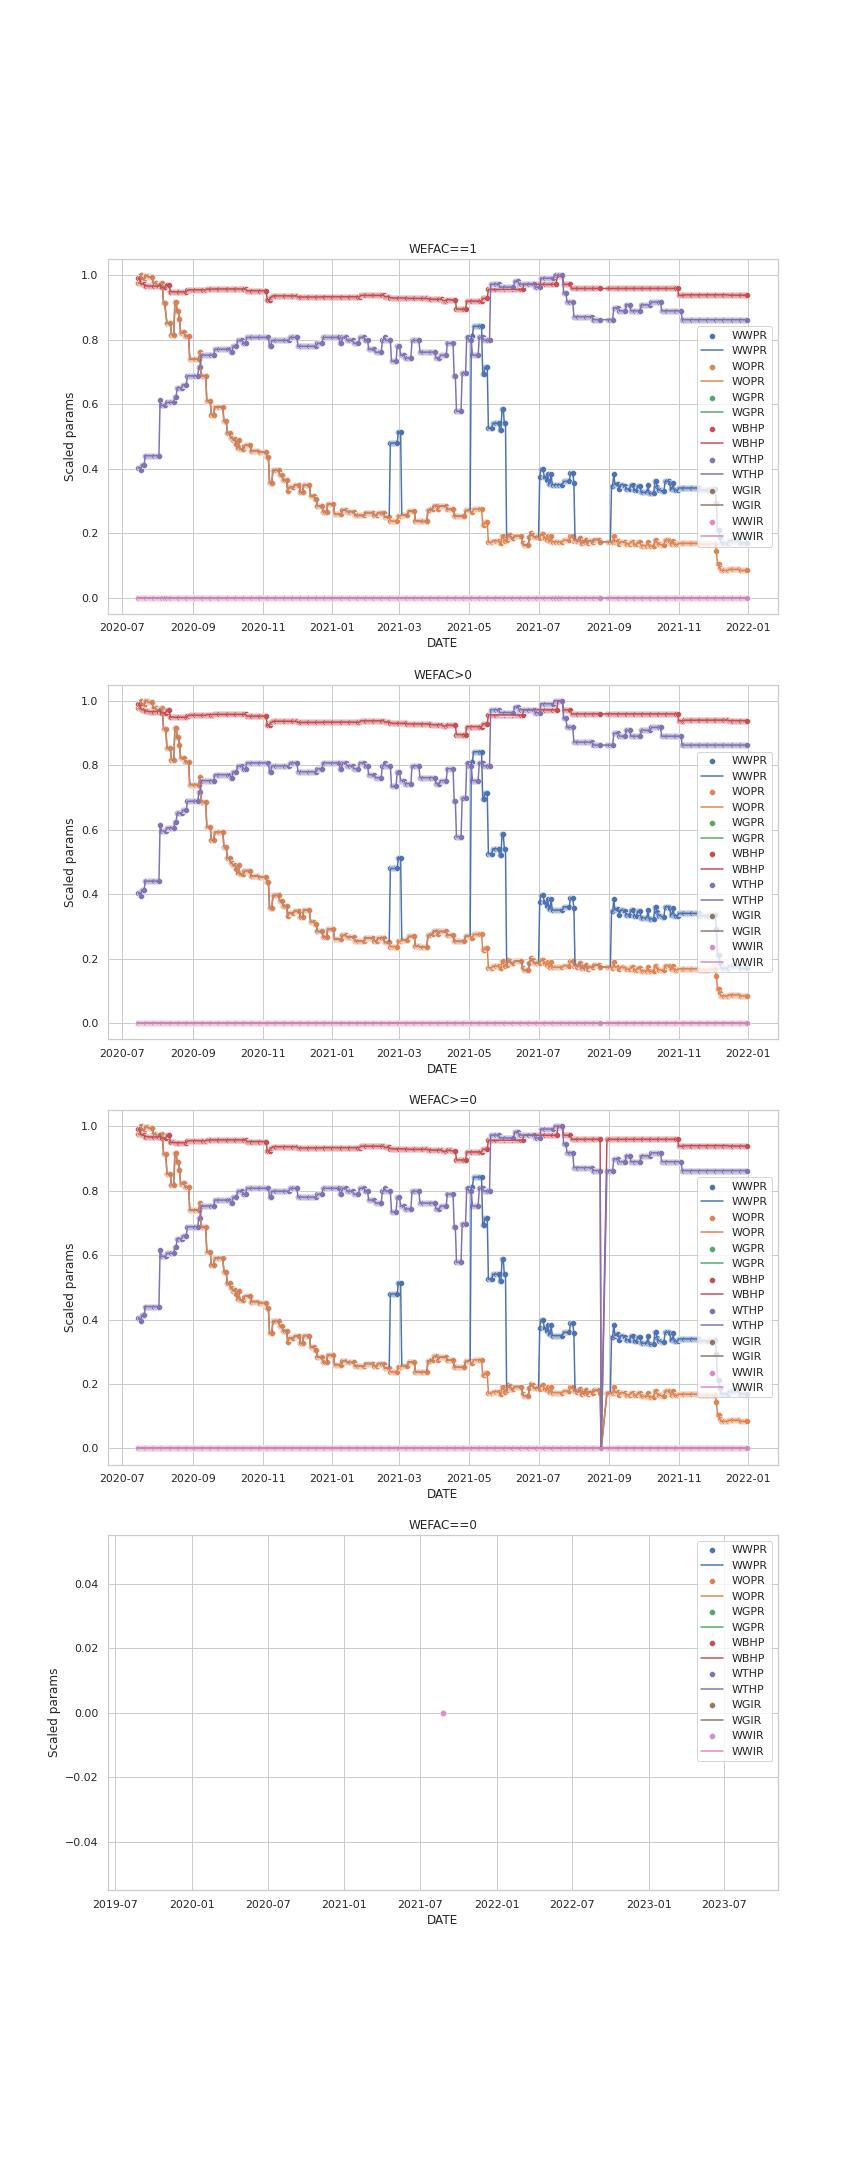 WEFAC==1
1.0
0.8
0.6
0.4
0.2
0.0
Scaled params
WWPR
WWPR
WOPR
WOPR
WGPR
WGPR
WBHP
WBHP
WTHP
WTHP
WGIR
WGIR
WWIR
WWIR
2020-07 2020-09 2020-11 2021-01 2021-03 2021-05 2021-07 2021-09 2021-11 2022-01
DATE
WEFAC>0
1.0
0.8
0.6
0.4
0.2
0.0
Scaled params
WWPR
WWPR
WOPR
WOPR
WGPR
WGPR
WBHP
WBHP
WTHP
WTHP
WGIR
WGIR
WWIR
WWIR
2020-07 2020-09 2020-11 2021-01 2021-03 2021-05 2021-07 2021-09 2021-11 2022-01
DATE
WEFAC>=0
1.0
0.8
0.6
0.4
0.2
0.0
Scaled params
WWPR
WWPR
WOPR
WOPR
WGPR
WGPR
WBHP
WBHP
WTHP
WTHP
WGIR
WGIR
WWIR
WWIR
2020-07 2020-09 2020-11 2021-01 2021-03 2021-05 2021-07 2021-09 2021-11 2022-01
DATE
WEFAC==0
0.04
0.02
0.00
−0.02
−0.04
Scaled params
WWPR
WWPR
WOPR
WOPR
WGPR
WGPR
WBHP
WBHP
WTHP
WTHP
WGIR
WGIR
WWIR
WWIR
2019-07 2020-01 2020-07 2021-01 2021-07 2022-01 2022-07 2023-01 2023-07
DATE